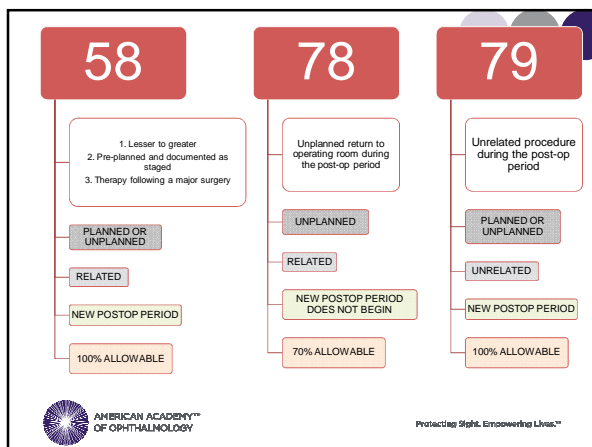 58
1. Lesser to greater
2. Pre-planned and documented as
staged
3. Therapy following a major surgery
PLANNED OR
UNPLANNED
RELATED
NEW POSTOP PERIOD
100% ALLOWABLE
78
Unplanned return to
operating room during
the post-op period
UNPLANNED
RELATED
NEW POSTOP PERIOD
DOES NOT BEGIN
70% ALLOWABLE
79
Unrelated procedure
during the post-op
period
PLANNED OR
UNPLANNED
UNRELATED
NEW POSTOP PERIOD
100% ALLOWABLE
AMERICAN ACADEMY™
OF OPHTHALMOLOGY
Protecting Sight. Empowering Lives.™